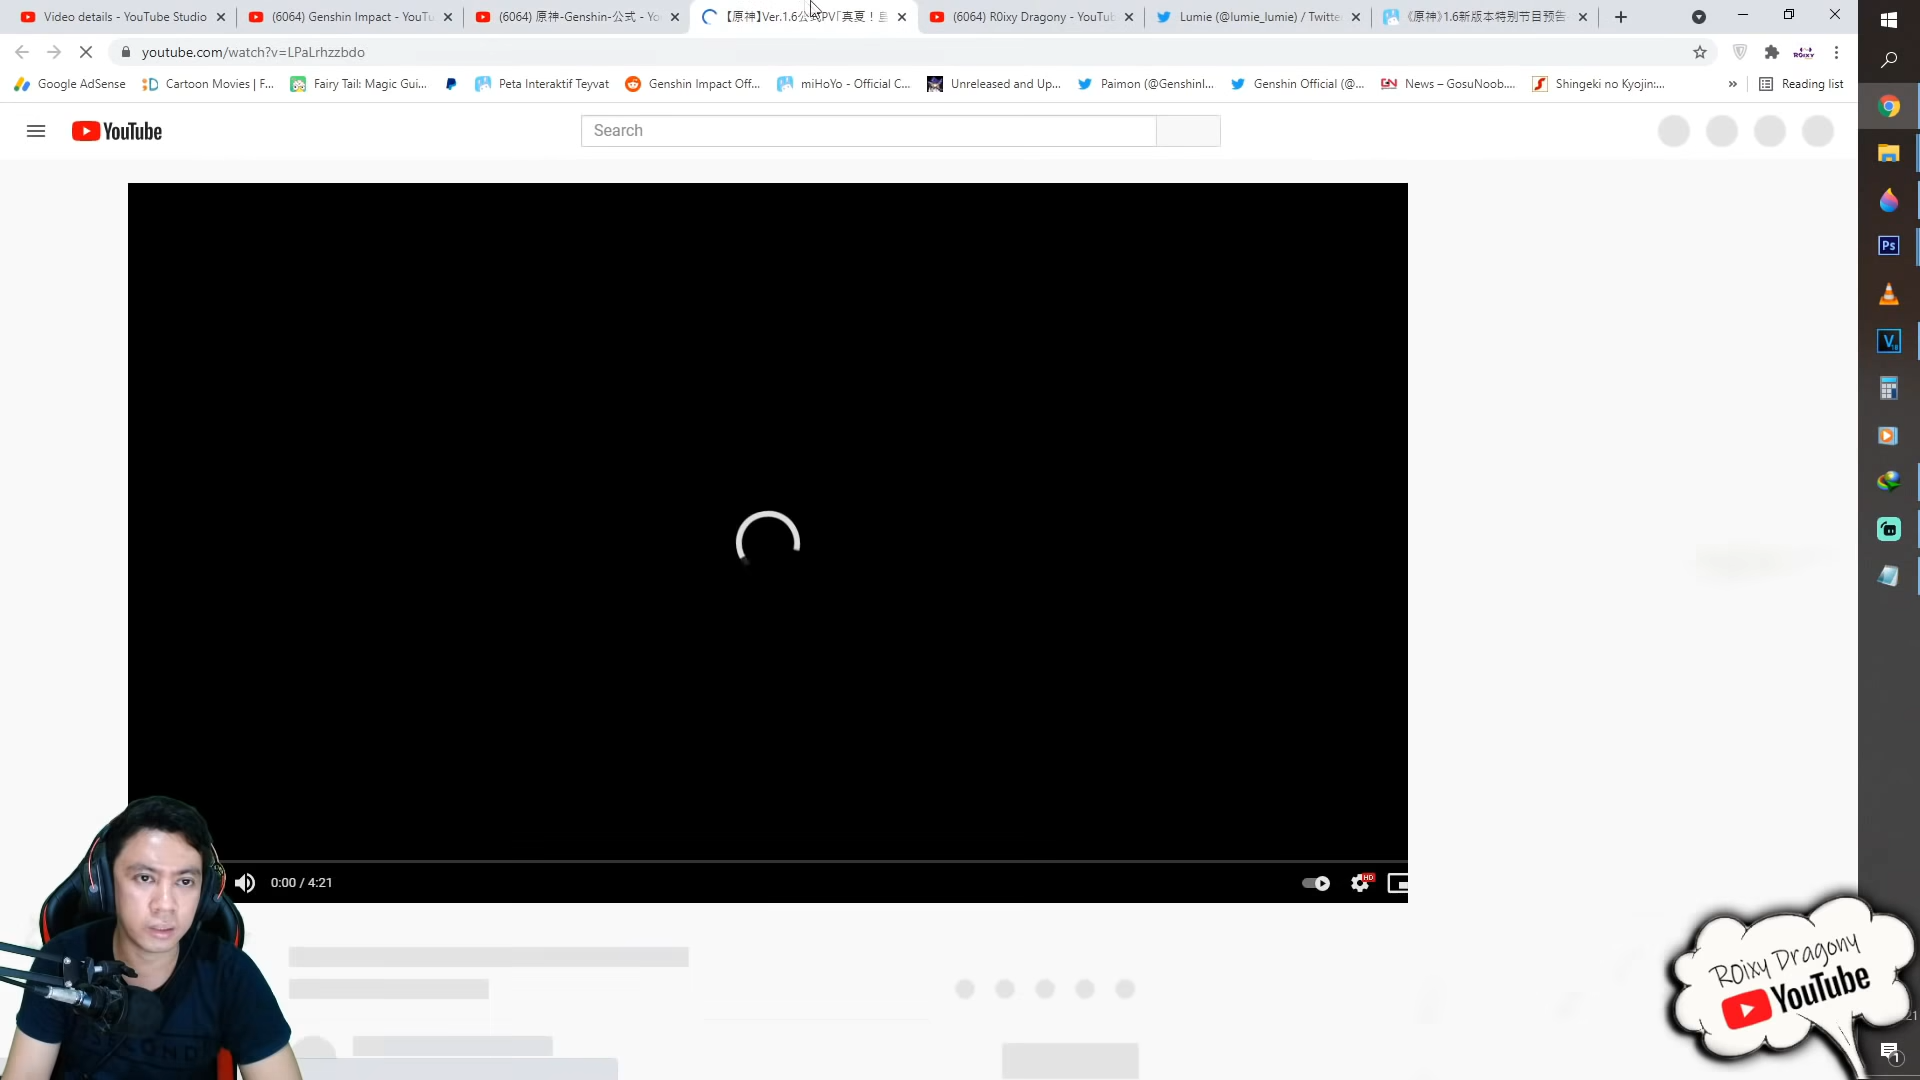 Video details - YouTube Studio
(6064) Genshin Impact - YouTu
(6064) 原神-Genshin-公式 - Yo
【原神】Ver.1.6公式PV「真夏！
(6064) R0ixy Dragony - YouTub
Lumie (@lumie_lumie) / Twitte
《原神》1.6新版本特别节目预告
youtube.com/watch?v=LPaLrhzzbdo
Google AdSense
Cartoon Movies | F...
Fairy Tail: Magic Gui...
Peta Interaktif Teyvat
Genshin Impact Off...
miHoYo - Official C...
Unreleased and Up...
Paimon (@GenshinI...
Genshin Official (@...
News – GosuNoob....
Shingeki no Kyojin:...
»
Reading list
YouTube
Search
Ps
V
0:00 / 4:21
HD
R0ixy Dragony
YouTube
1